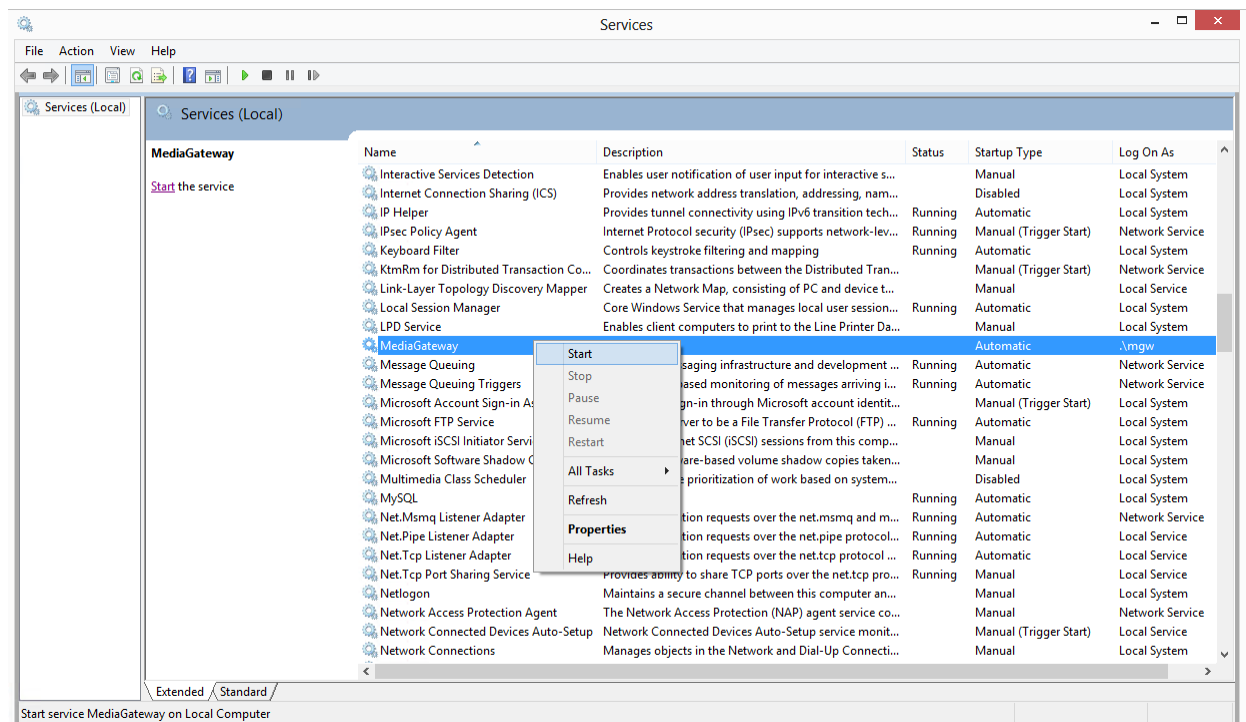 Services
File Action View Help
Services (Local)
Services (Local)
MediaGateway
Start the service
Name Description Status Startup Type Log On As
Interactive Services Detection Enables user notification of user input for interactive s... Manual Local System
Internet Connection Sharing (ICS) Provides network address translation, addressing, nam... Disabled Local System
IP Helper Provides tunnel connectivity using IPv6 transition tech... Running Automatic Local System
IPsec Policy Agent Internet Protocol security (IPsec) supports network-lev... Running Manual (Trigger Start) Network Service
Keyboard Filter Controls keystroke filtering and mapping Running Automatic Local System
KtmRm for Distributed Transaction Co... Coordinates transactions between the Distributed Tran... Manual (Trigger Start) Network Service
Link-Layer Topology Discovery Mapper Creates a Network Map, consisting of PC and device t... Manual Local Service
Local Session Manager Core Windows Service that manages local user session... Running Automatic Local System
LPD Service Enables client computers to print to the Line Printer Da... Manual Local System
MediaGateway Automatic .\mgw
Message Queuing saging infrastructure and development ... Running Automatic Network Service
Message Queuing Triggers ased monitoring of messages arriving i... Running Automatic Network Service
Microsoft Account Sign-in As gn-in through Microsoft account identit... Manual (Trigger Start) Local System
Microsoft FTP Service rver to be a File Transfer Protocol (FTP) ... Running Automatic Local System
Microsoft iSCSI Initiator Servi net SCSI (iSCSI) sessions from this comp... Manual Local System
Microsoft Software Shadow C are-based volume shadow copies taken... Manual Local System
Multimedia Class Scheduler e prioritization of work based on system... Disabled Local System
MySQL Running Automatic Local System
Net.Msmq Listener Adapter tion requests over the net.msmq and m... Running Automatic Network Service
Net.Pipe Listener Adapter tion requests over the net.pipe protocol... Running Automatic Local Service
Net.Tcp Listener Adapter tion requests over the net.tcp protocol ... Running Automatic Local Service
Net.Tcp Port Sharing Service Provides ability to share TCP ports over the net.tcp pro... Running Manual Local Service
Netlogon Maintains a secure channel between this computer an... Manual Local System
Network Access Protection Agent The Network Access Protection (NAP) agent service co... Manual Network Service
Network Connected Devices Auto-Setup Network Connected Devices Auto-Setup service monit... Manual (Trigger Start) Local Service
Network Connections Manages objects in the Network and Dial-Up Connecti... Manual Local System
Start
Stop
Pause
Resume
Restart
All Tasks
Refresh
Properties
Help
Extended Standard
Start service MediaGateway on Local Computer